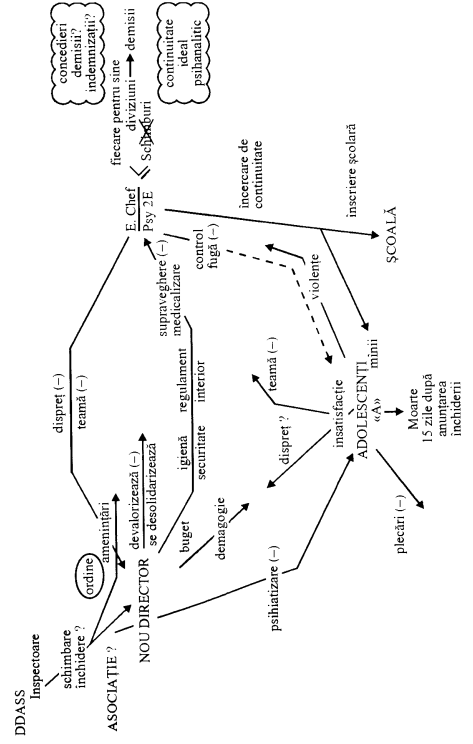 DDASS
Inspectoare
schimbare
închidere ?
ASOCIAȚIE ?
ordine
amenințări
NOU DIRECTOR
dispreț (–)
teamă (–)
devalorizează (–)
se desolidarizează
igienă regulament
securitate interior
buget
demagogie
psihiatizare (–)
supraveghere (–)
medicalizare
control
fugă (–)
E. Chef
Psy 2 E
fiecare pentru sine
diviziuni
demisii
Schimburi
concedieri
demisii?
indemnizații?
continuitate
ideal
psihanalitic
încercare de
continuitate
înscriere școlară
ȘCOALĂ
violențe
teamă (–)
dispreț ?
insatisfacție
ADOLESCENȚI
«A»
minii
Moarte
15 zile după
anunțarea
închiderii
plecări (–)